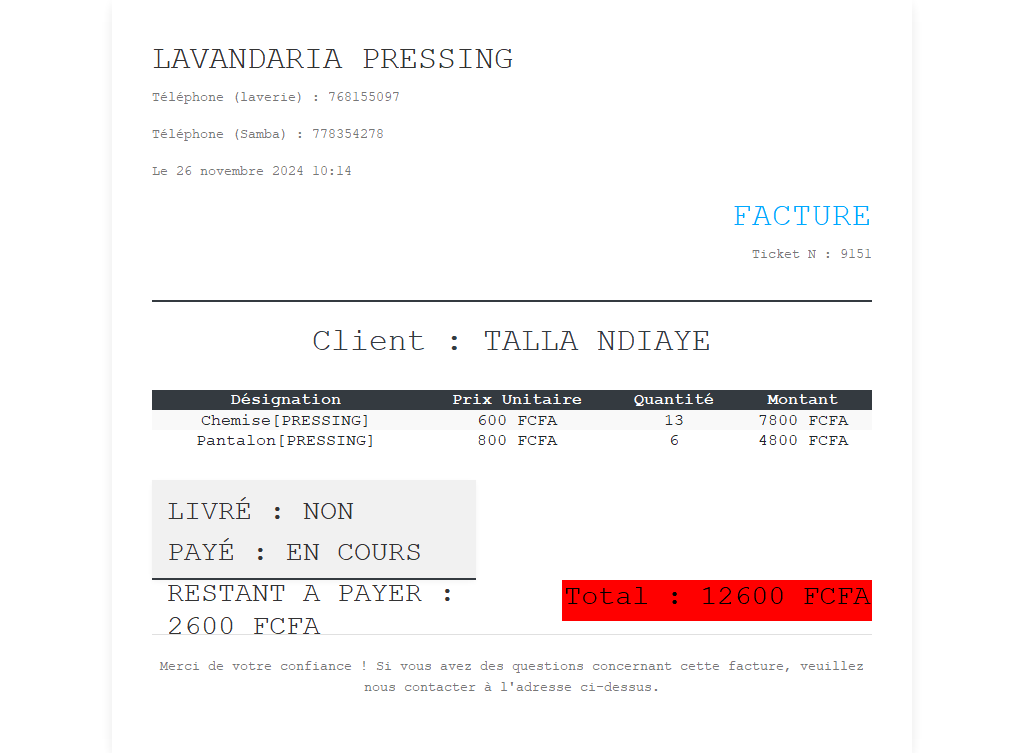 LAVANDARIA PRESSING
Téléphone (laverie) : 768155097
Téléphone (Samba) : 778354278
Le 26 novembre 2024 10:14
FACTURE
Ticket N : 9151
Client : TALLA NDIAYE
Désignation Prix Unitaire Quantité Montant
Chemise[PRESSING] 600 FCFA 13 7800 FCFA
Pantalon[PRESSING] 800 FCFA 6 4800 FCFA
LIVRÉ : NON
PAYÉ : EN COURS
RESTANT A PAYER :
2600 FCFA
Total : 12600 FCFA
Merci de votre confiance ! Si vous avez des questions concernant cette facture, veuillez
nous contacter à l'adresse ci-dessus.